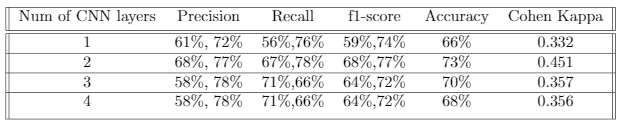 Num of CNN layers Precision Recall f1-score Accuracy Cohen Kappa
1 61%, 72% 56%,76% 59%,74% 66% 0.332
2 68%, 77% 67%,78% 68%,77% 73% 0.451
3 58%, 78% 71%,66% 64%,72% 70% 0.357
4 58%, 78% 71%,66% 64%,72% 68% 0.356